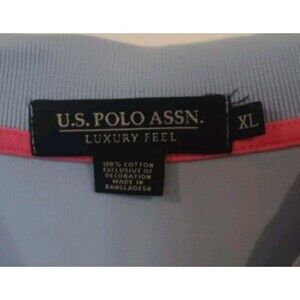 U.S. POLO ASSN.
LUXURY FEEL
XL
100% COTTON
EXCLUSIVE OF
DECORATION
MADE IN
BANGLADESH